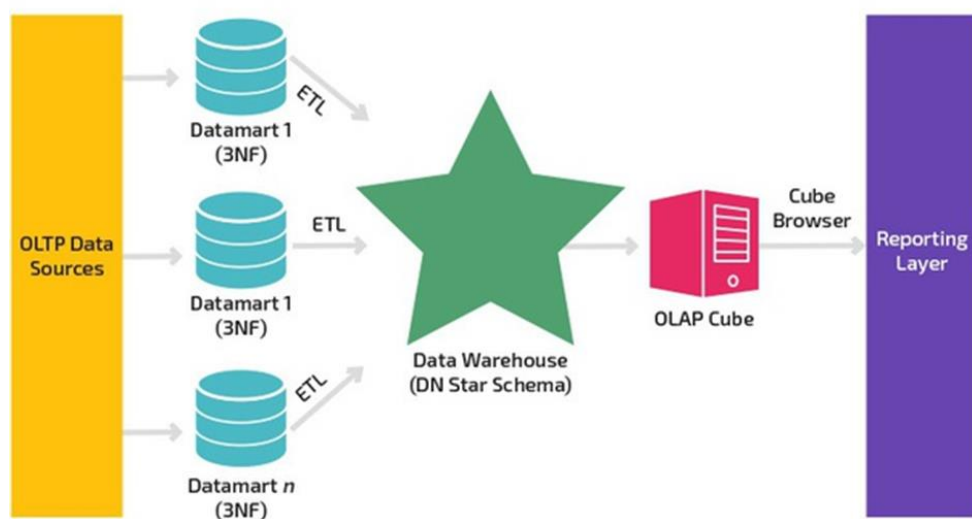 OLTP Data
Sources
Datamart 1
(3NF)
ETL
Datamart 1
(3NF)
ETL
Datamart n
(3NF)
ETL
Data Warehouse
(DN Star Schema)
OLAP Cube
Cube
Browser
Reporting
Layer